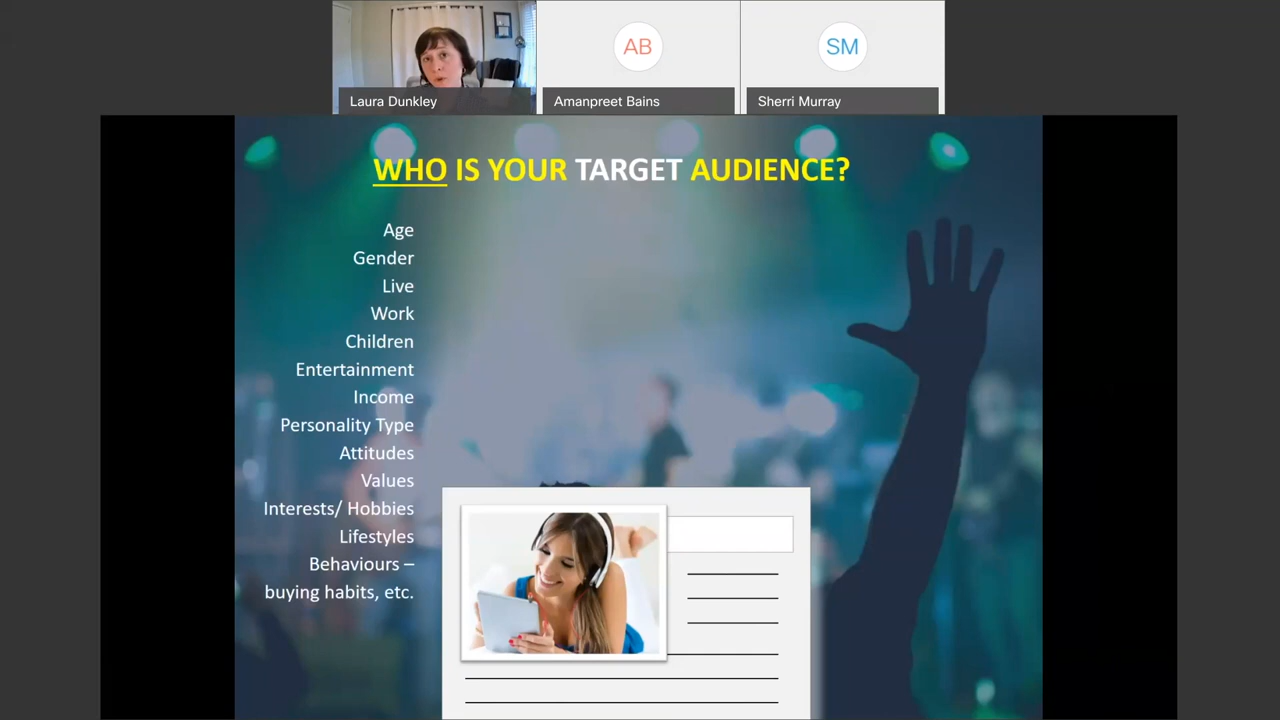 AB
SM
Laura Dunkley
Amanpreet Bains
Sherri Murray
WHO IS YOUR TARGET AUDIENCE?
Age
Gender
Live
Work
Children
Entertainment
Income
Personality Type
Attitudes
Values
Interests/ Hobbies
Lifestyles
Behaviours –
buying habits, etc.